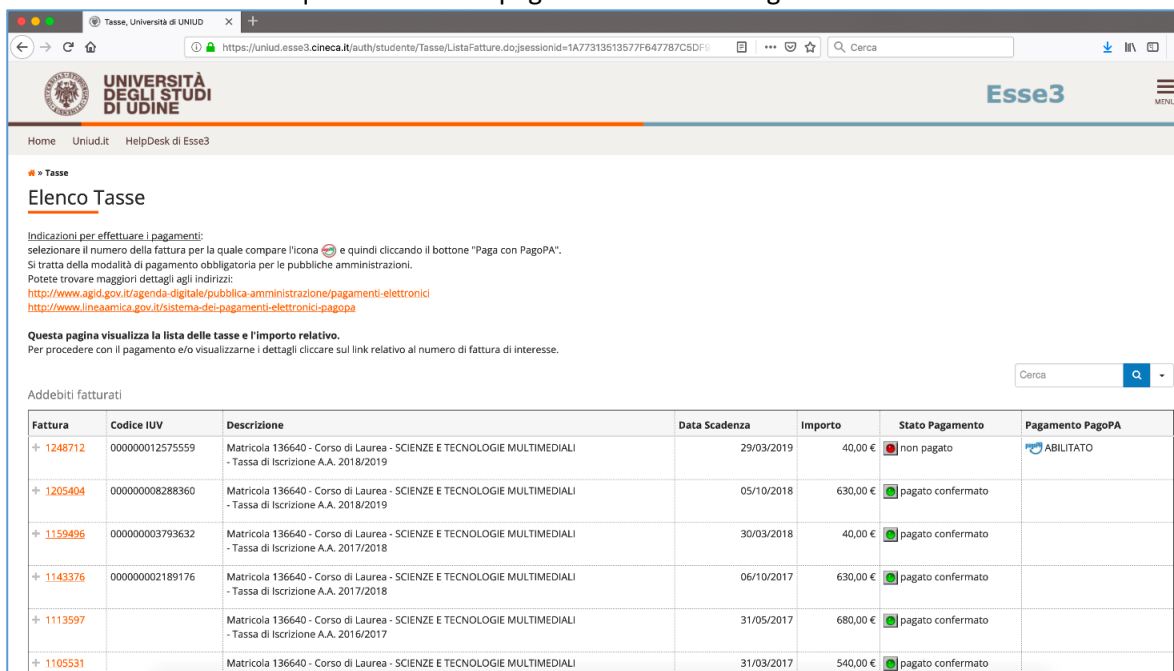 Tasse, Università di UNIUD
https://uniud.esse3.cineca.it/auth/studente/Tasse/ListaFatture.do;jsessionid=1A77313513577F647787C5DF9
Cerca
UNIVERSITÀ
DEGLI STUDI
DI UDINE
Esse3
MENU
Home Uniud.it HelpDesk di Esse3
» Tasse
Elenco Tasse
Indicazioni per effettuare i pagamenti:
selezionare il numero della fattura per la quale compare l'icona e quindi cliccando il bottone "Paga con PagoPA".
Si tratta della modalità di pagamento obbligatoria per le pubbliche amministrazioni.
Potete trovare maggiori dettagli agli indirizzi:
http://www.agid.gov.it/agenda-digitale/pubblica-amministrazione/pagamenti-elettronici
http://www.lineaamica.gov.it/sistema-dei-pagamenti-elettronici-pagopa
Questa pagina visualizza la lista delle tasse e l'importo relativo.
Per procedere con il pagamento e/o visualizzarne i dettagli cliccare sul link relativo al numero di fattura di interesse.
Cerca
Addebiti fatturati
Fattura Codice IUV Descrizione Data Scadenza Importo Stato Pagamento Pagamento PagoPA
+ 1248712 000000012575559 Matricola 136640 - Corso di Laurea - SCIENZE E TECNOLOGIE MULTIMEDIALI 29/03/2019 40,00 € non pagato ABILITATO
- Tassa di Iscrizione A.A. 2018/2019
+ 1205404 000000008288360 Matricola 136640 - Corso di Laurea - SCIENZE E TECNOLOGIE MULTIMEDIALI 05/10/2018 630,00 € pagato confermato
- Tassa di Iscrizione A.A. 2018/2019
+ 1159496 000000003793632 Matricola 136640 - Corso di Laurea - SCIENZE E TECNOLOGIE MULTIMEDIALI 30/03/2018 40,00 € pagato confermato
- Tassa di Iscrizione A.A. 2017/2018
+ 1143376 000000002189176 Matricola 136640 - Corso di Laurea - SCIENZE E TECNOLOGIE MULTIMEDIALI 06/10/2017 630,00 € pagato confermato
- Tassa di Iscrizione A.A. 2017/2018
+ 1113597 Matricola 136640 - Corso di Laurea - SCIENZE E TECNOLOGIE MULTIMEDIALI 31/05/2017 680,00 € pagato confermato
- Tassa di Iscrizione A.A. 2016/2017
+ 1105531 Matricola 136640 - Corso di Laurea - SCIENZE E TECNOLOGIE MULTIMEDIALI 31/03/2017 540,00 € pagato confermato